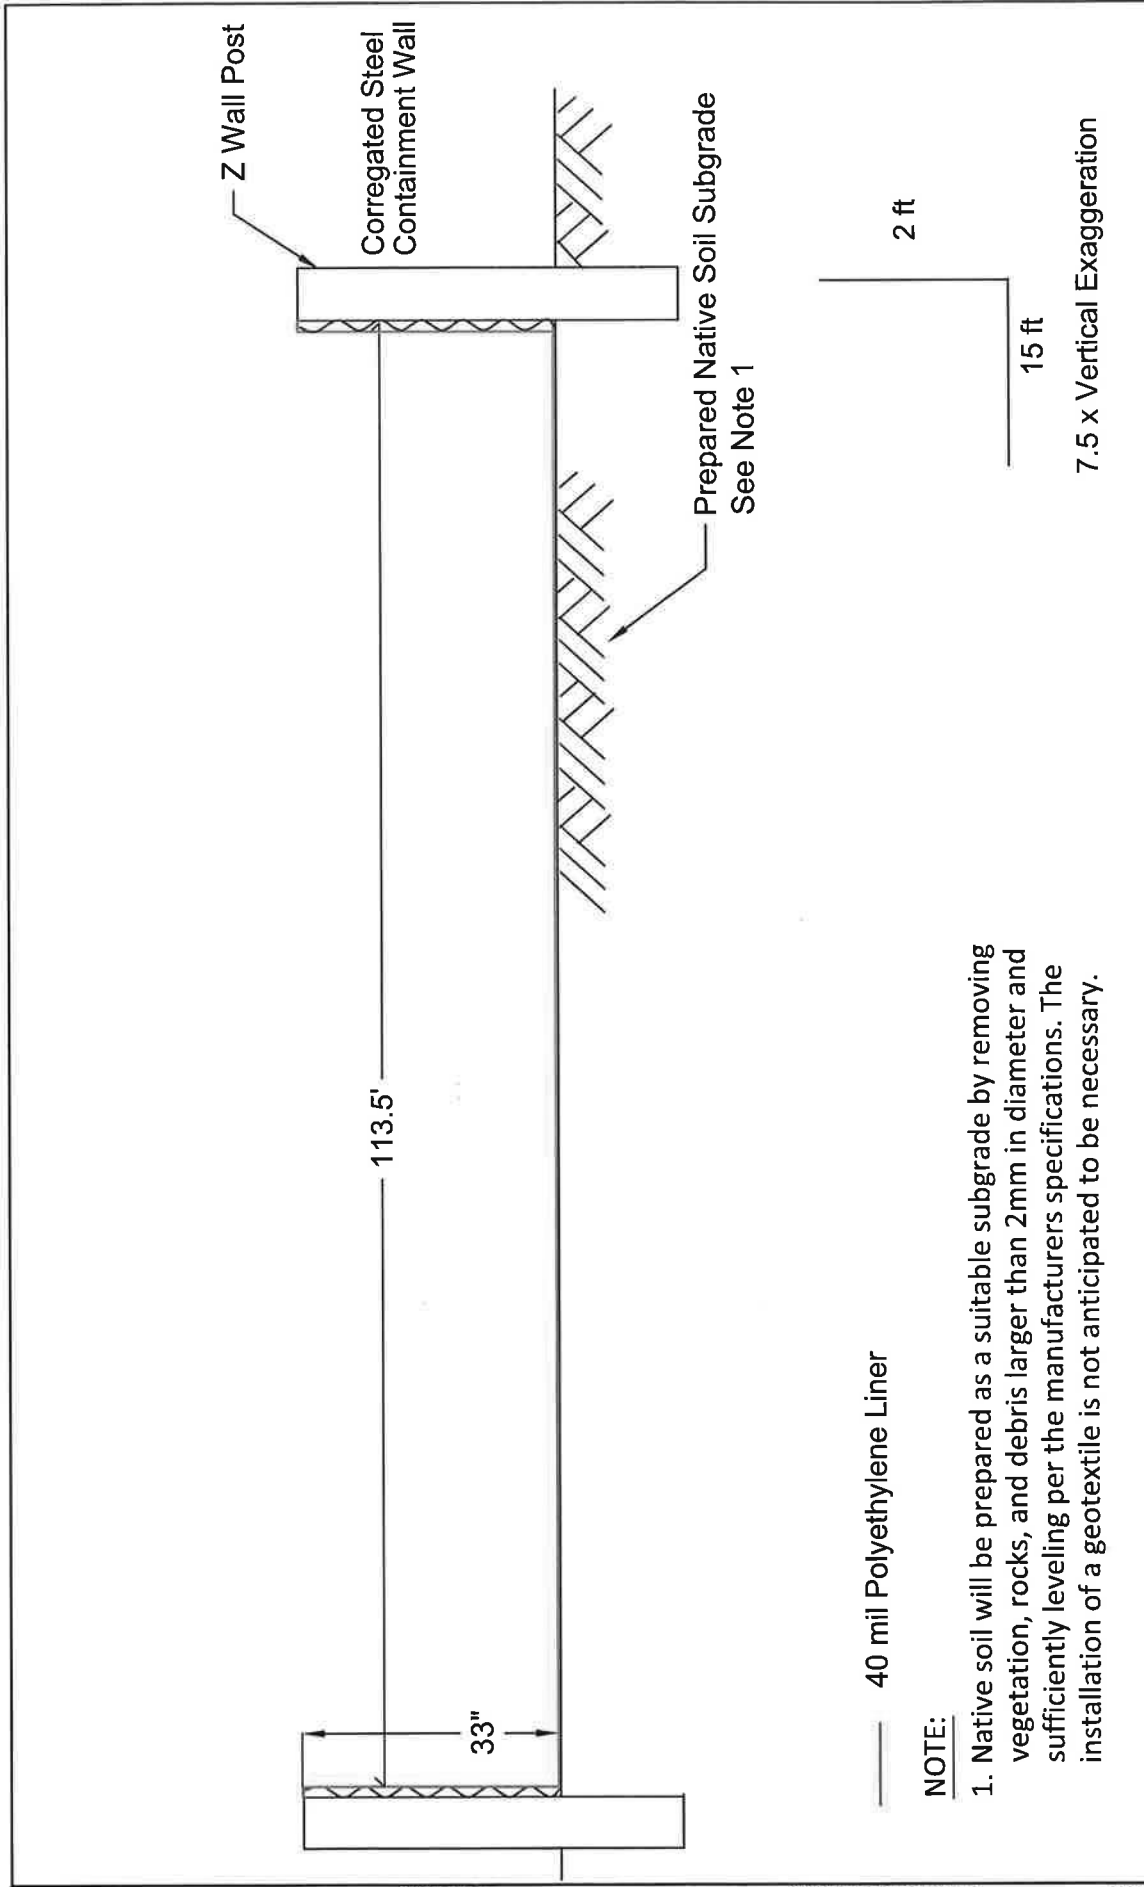 Z Wall Post
Corregated Steel
Containment Wall
113.5'
33"
Prepared Native Soil Subgrade
See Note 1
2 ft
15 ft
7.5 x Vertical Exaggeration
40 mil Polyethylene Liner
NOTE:
1. Native soil will be prepared as a suitable subgrade by removing
vegetation, rocks, and debris larger than 2mm in diameter and
sufficiently leveling per the manufacturers specifications. The
installation of a geotextile is not anticipated to be necessary.